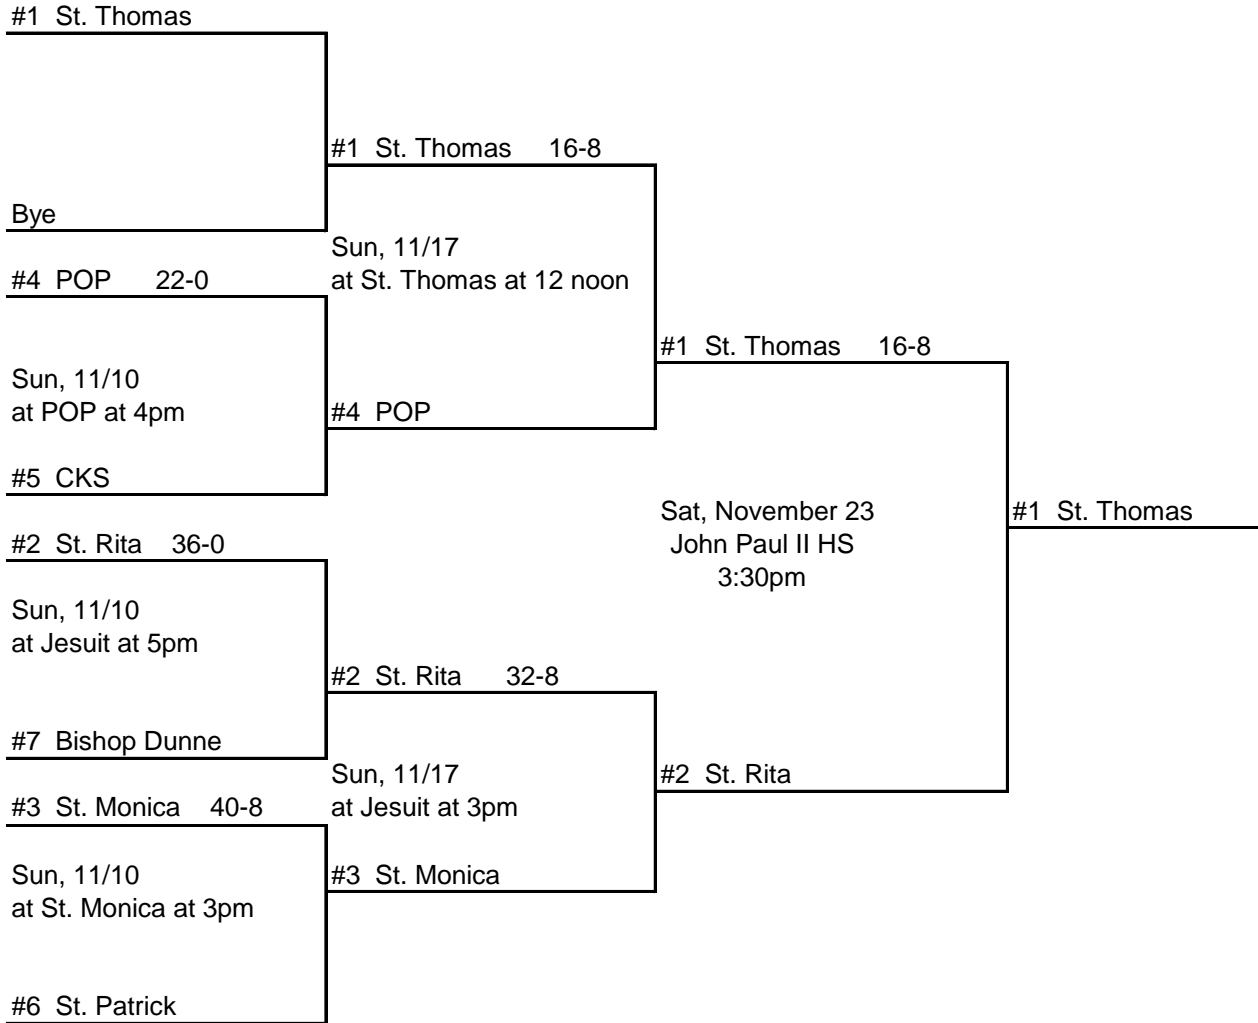 #1 St. Thomas
#1 St. Thomas 16-8
Bye
Sun, 11/17
at St. Thomas at 12 noon
#4 POP 22-0
#1 St. Thomas 16-8
Sun, 11/10
at POP at 4pm
#4 POP
#5 CKS
Sat, November 23
John Paul II HS
3:30pm
#1 St. Thomas
#2 St. Rita 36-0
Sun, 11/10
at Jesuit at 5pm
#2 St. Rita 32-8
#7 Bishop Dunne
Sun, 11/17
at Jesuit at 3pm
#2 St. Rita
#3 St. Monica 40-8
Sun, 11/10
at St. Monica at 3pm
#3 St. Monica
#6 St. Patrick